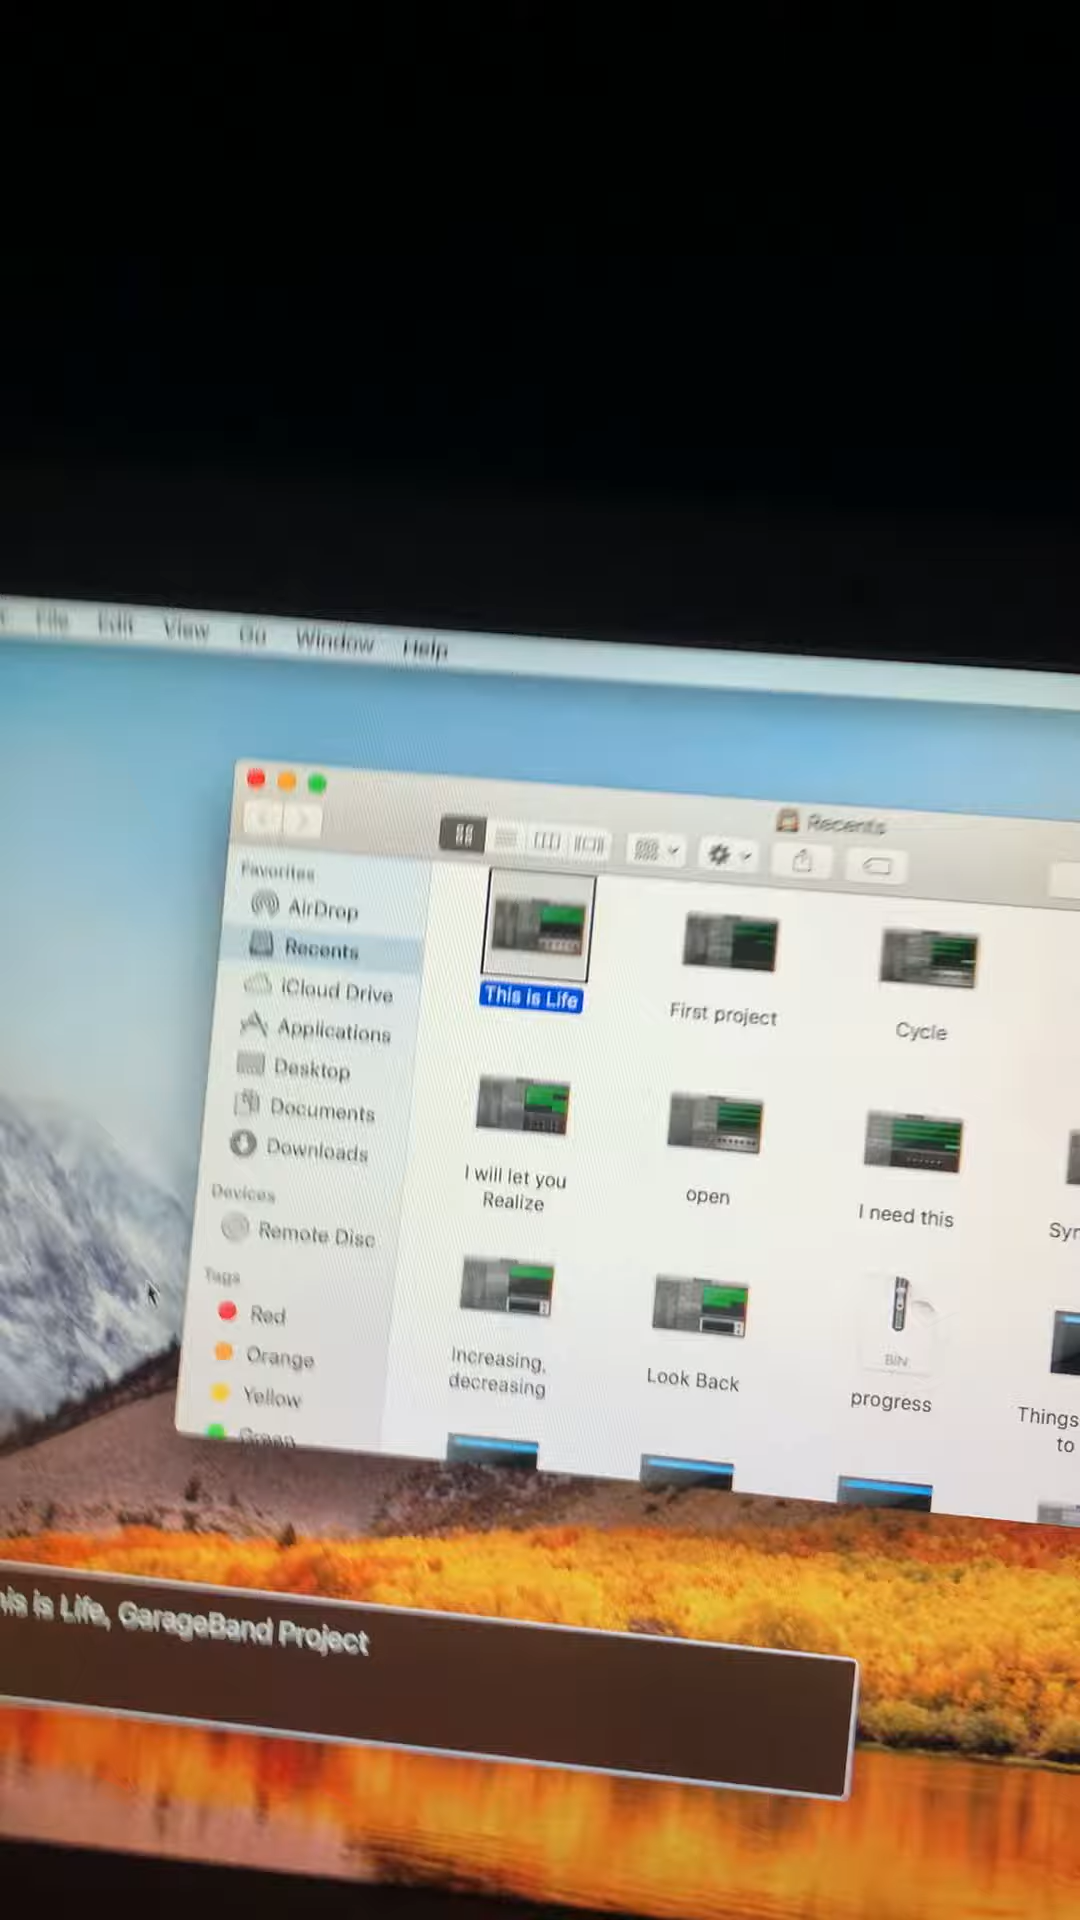 File Edit View Go Window Help
Recents
Favorites
AirDrop
Recents
iCloud Drive
Applications
Desktop
Documents
Downloads
Devices
Remote Disc
Tags
Red
Orange
Yellow
Green
This is Life
First project
Cycle
I will let you
Realize
open
I need this
Increasing,
decreasing
Look Back
BIN
progress
Things
to
is Life, GarageBand Project